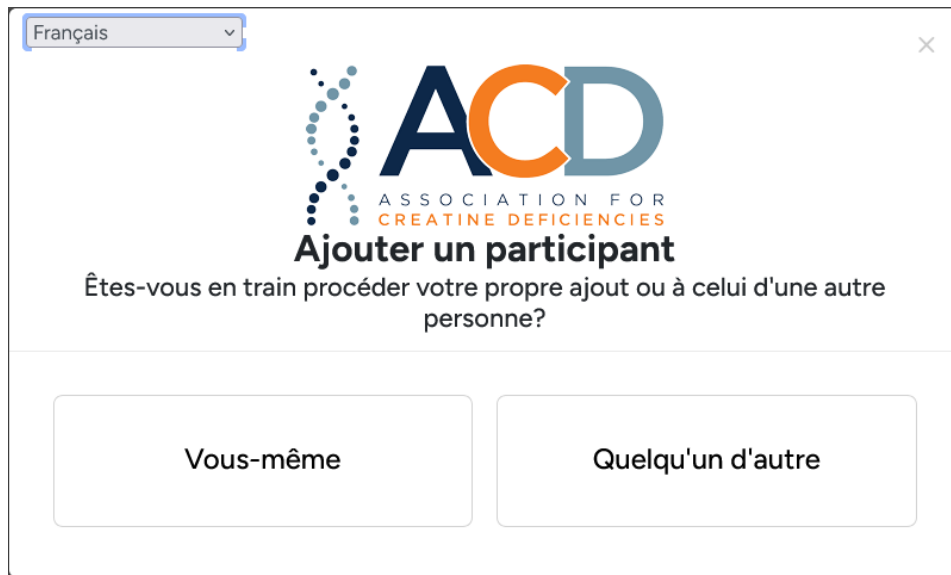 Français
ACD
ASSOCIATION FOR
CREATINE DEFICIENCIES
Ajouter un participant
Êtes-vous en train procéder votre propre ajout ou à celui d'une autre
personne?
Vous-même
Quelqu'un d'autre